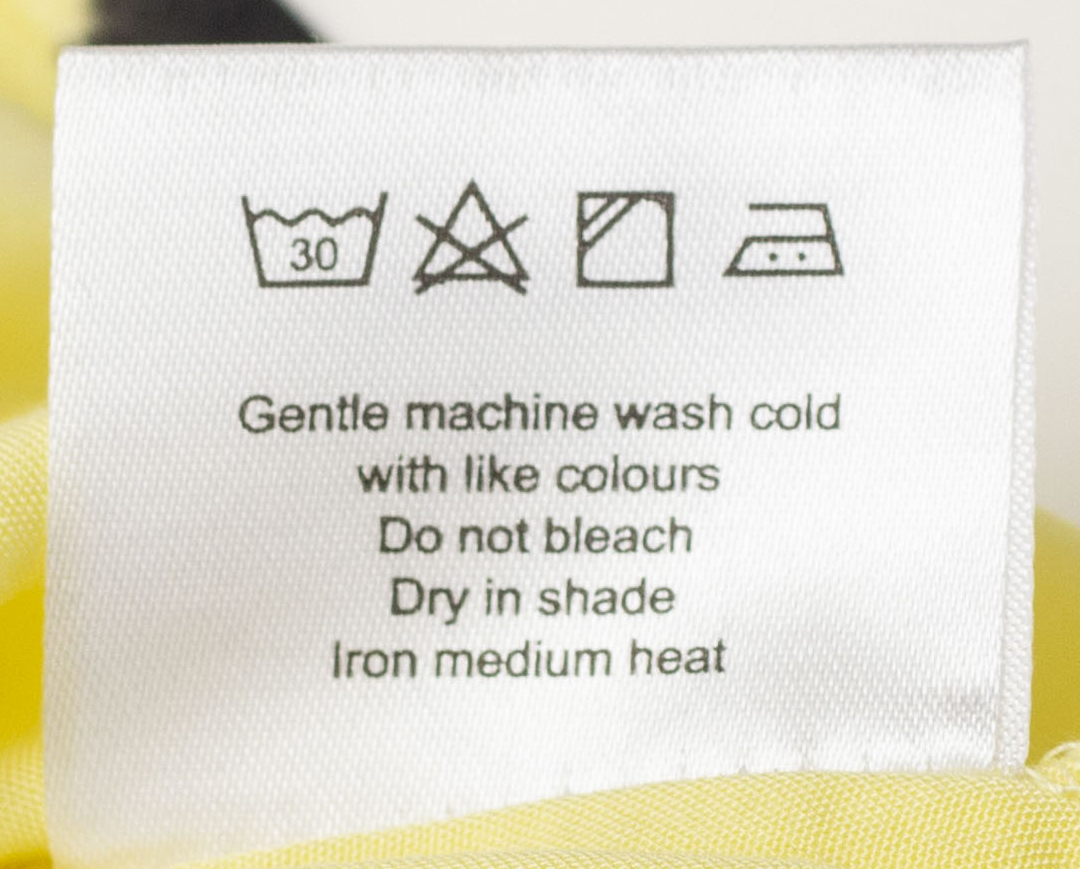 30
Gentle machine wash cold
with like colours
Do not bleach
Dry in shade
Iron medium heat